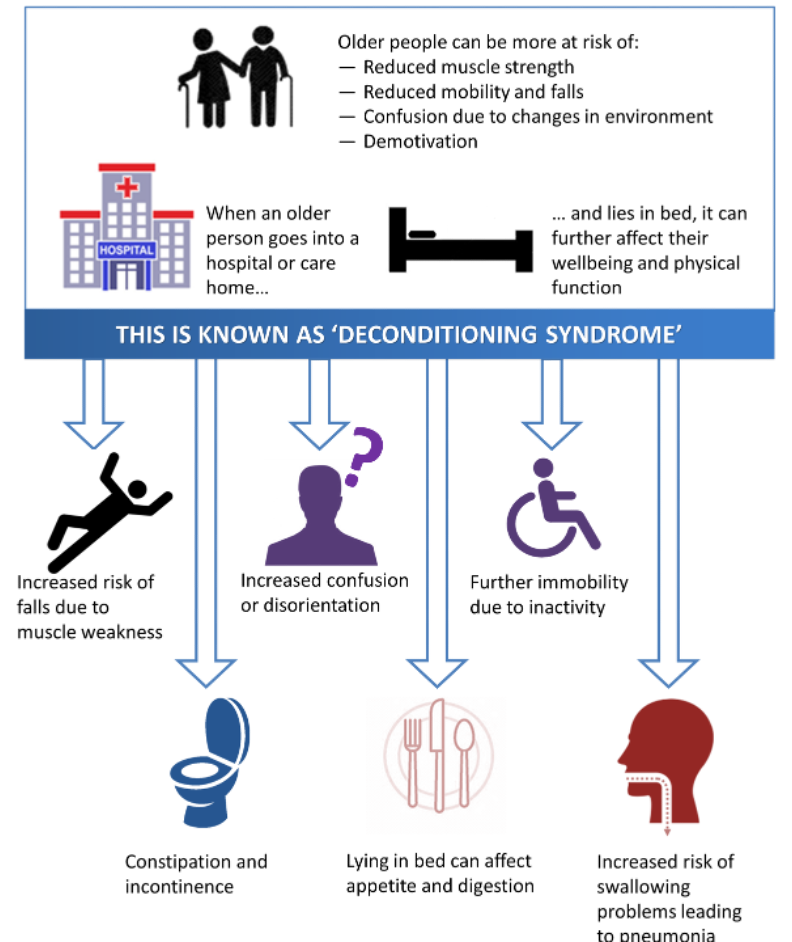 Older people can be more at risk of:
— Reduced muscle strength
— Reduced mobility and falls
— Confusion due to changes in environment
— Demotivation
HOSPITAL
When an older
person goes into a
hospital or care
home…
… and lies in bed, it can
further affect their
wellbeing and physical
function
THIS IS KNOWN AS ‘DECONDITIONING SYNDROME’
?
Increased risk of
falls due to
muscle weakness
Increased confusion
or disorientation
Further immobility
due to inactivity
Constipation and
incontinence
Lying in bed can affect
appetite and digestion
Increased risk of
swallowing
problems leading
to pneumonia